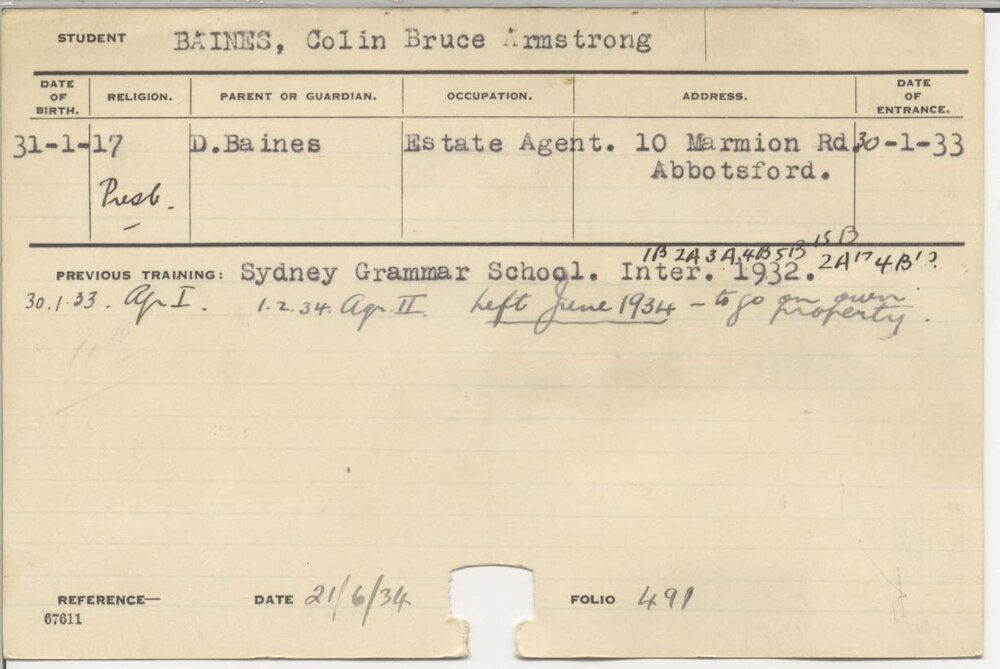 STUDENT BAINES, Colin Bruce Armstrong
DATE OF BIRTH. RELIGION. PARENT OR GUARDIAN. OCCUPATION. ADDRESS. DATE OF ENTRANCE.
31-1-17 D.Baines Estate Agent. 10 Marmion Rd. 30-1-33
Presb. Abbotsford.
15B
1B 2A 3A 4B 5B
PREVIOUS TRAINING: Sydney Grammar School. Inter. 1932. 2A 4B
30.1.33. Agr I. 1.2.34. Agr. II. Left June 1934 - to go on own
property.
REFERENCE— DATE 21/6/34 FOLIO 491
67611